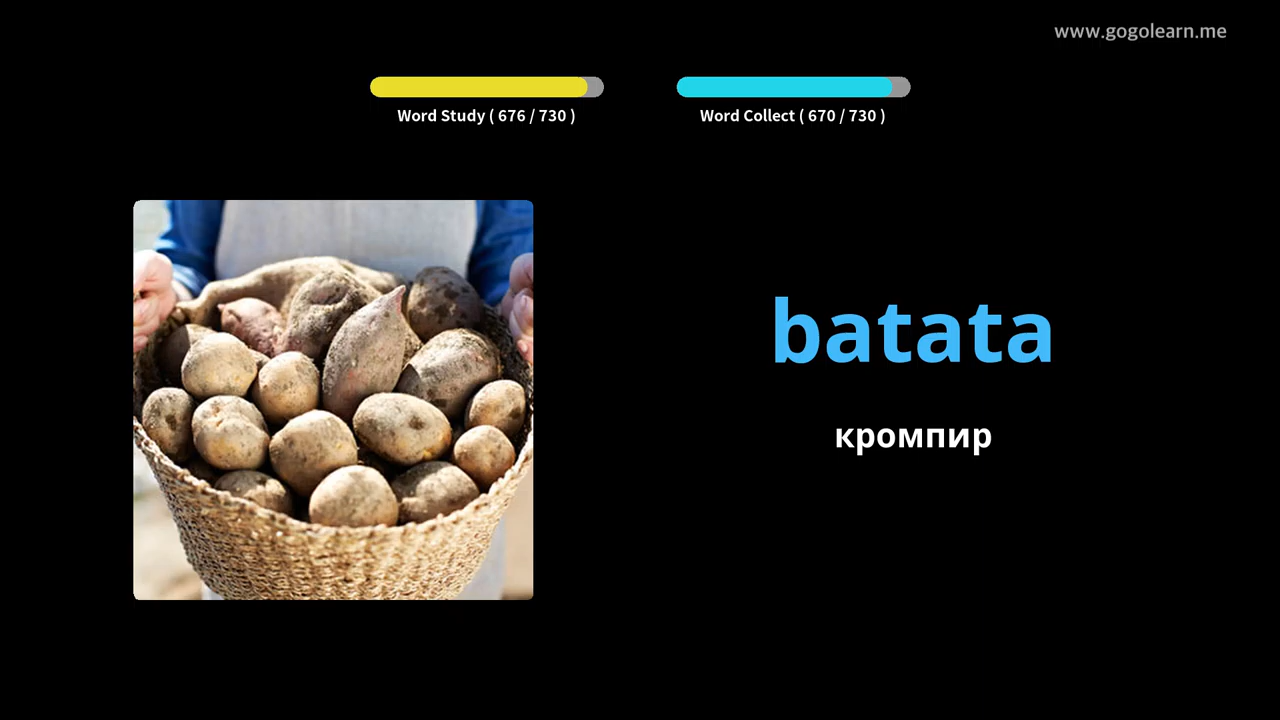 www.gogolearn.me
Word Study ( 676 / 730 )
Word Collect ( 670 / 730 )
batata
кромпир